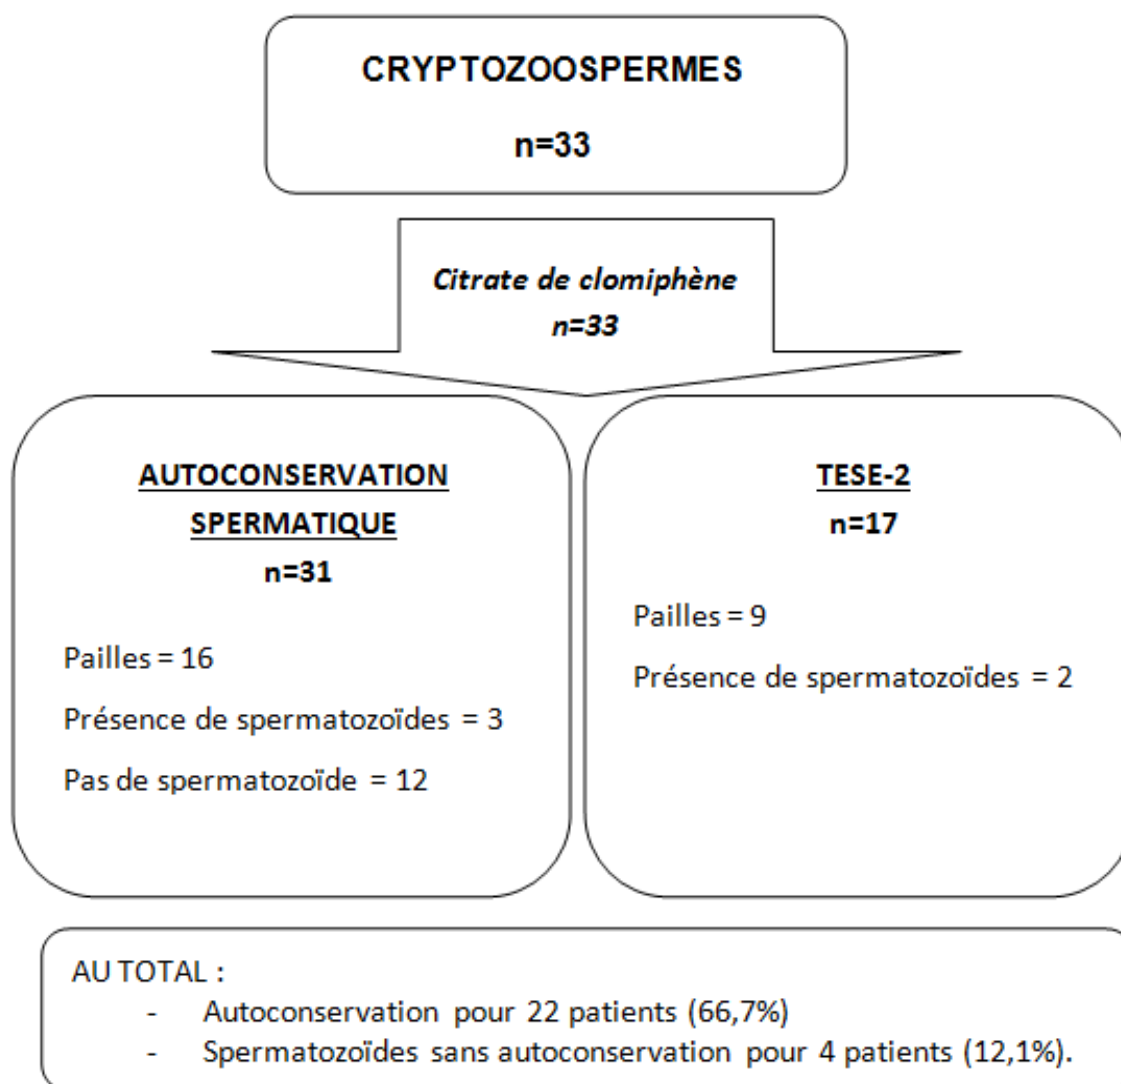 CRYPTOZOOSPERMES
n=33
Citrate de clomiphène
n=33
AUTOCONSERVATION
SPERMATIQUE
n=31
Pailles = 16
Présence de spermatozoïdes = 3
Pas de spermatozoïde = 12
TESE-2
n=17
Pailles = 9
Présence de spermatozoïdes = 2
AU TOTAL :
- Autoconservation pour 22 patients (66,7%)
- Spermatozoïdes sans autoconservation pour 4 patients (12,1%).